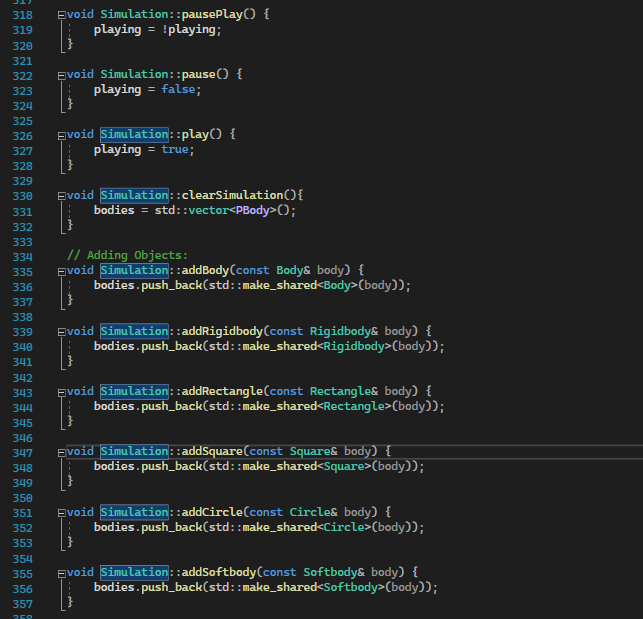 317
318 void Simulation::pausePlay() {
319     playing = !playing;
320 }
321
322 void Simulation::pause() {
323     playing = false;
324 }
325
326 void Simulation::play() {
327     playing = true;
328 }
329
330 void Simulation::clearSimulation(){
331     bodies = std::vector<PBody>();
332 }
333
334 // Adding Objects:
335 void Simulation::addBody(const Body& body) {
336     bodies.push_back(std::make_shared<Body>(body));
337 }
338
339 void Simulation::addRigidbody(const Rigidbody& body) {
340     bodies.push_back(std::make_shared<Rigidbody>(body));
341 }
342
343 void Simulation::addRectangle(const Rectangle& body) {
344     bodies.push_back(std::make_shared<Rectangle>(body));
345 }
346
347 void Simulation::addSquare(const Square& body) {
348     bodies.push_back(std::make_shared<Square>(body));
349 }
350
351 void Simulation::addCircle(const Circle& body) {
352     bodies.push_back(std::make_shared<Circle>(body));
353 }
354
355 void Simulation::addSoftbody(const Softbody& body) {
356     bodies.push_back(std::make_shared<Softbody>(body));
357 }
358